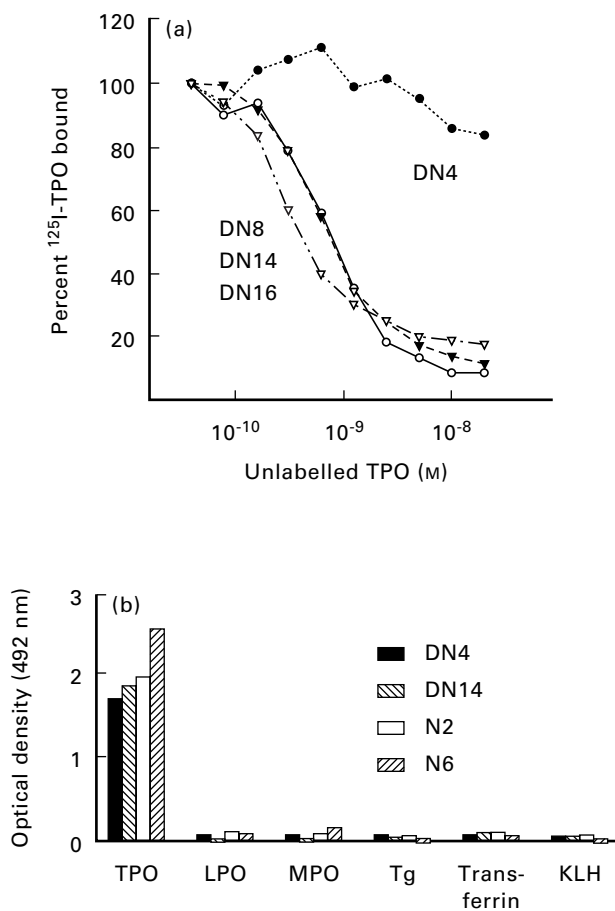 120
(a)
100
80
60
40
20
Percent ¹²⁵I-TPO bound
DN4
DN8
DN14
DN16
10⁻¹⁰
10⁻⁹
10⁻⁸
Unlabelled TPO (M)
3
(b)
2
1
0
Optical density (492 nm)
DN4
DN14
N2
N6
TPO
LPO
MPO
Tg
Trans-
ferrin
KLH